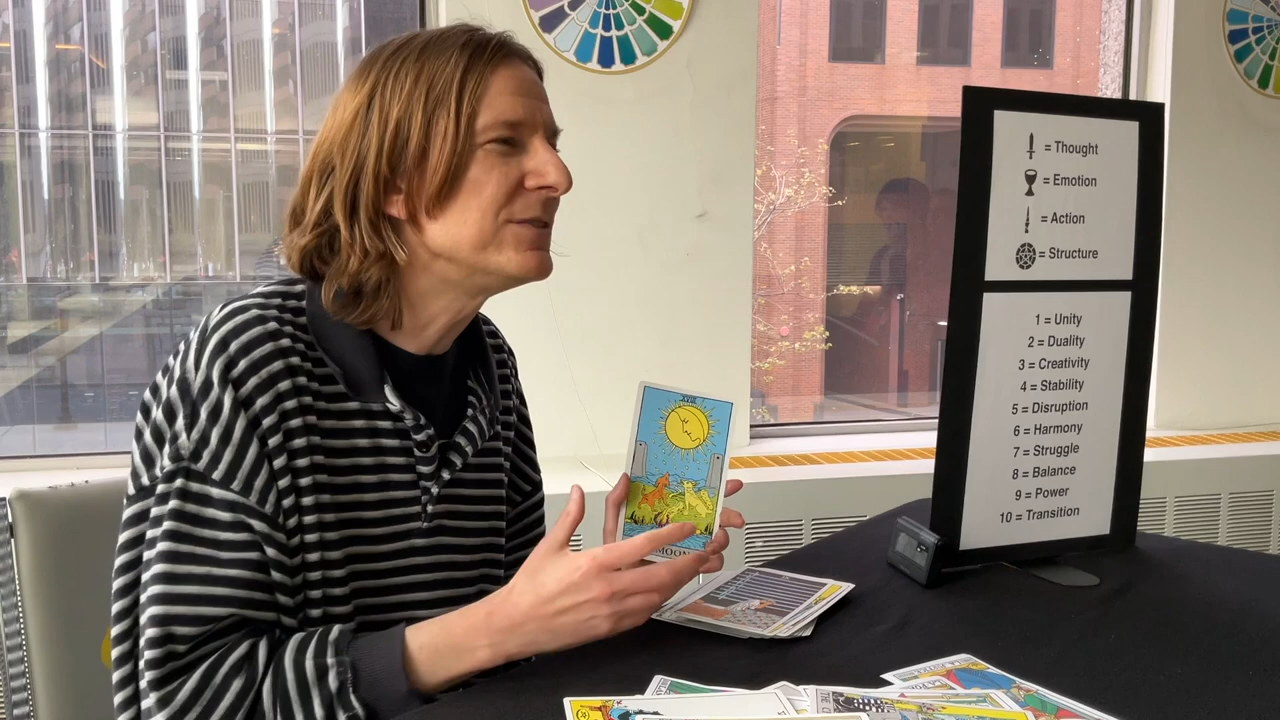 = Thought
= Emotion
= Action
= Structure
1 = Unity
2 = Duality
3 = Creativity
4 = Stability
5 = Disruption
6 = Harmony
7 = Struggle
8 = Balance
9 = Power
10 = Transition
XVIII
MOON